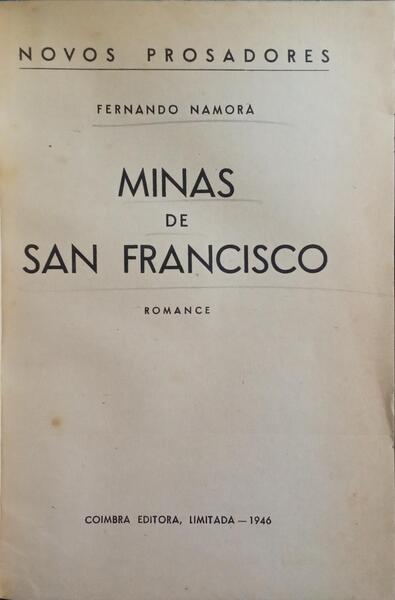 NOVOS PROSADORES
FERNANDO NAMORA
MINAS
DE
SAN FRANCISCO
ROMANCE
COIMBRA EDITORA, LIMITADA — 1946